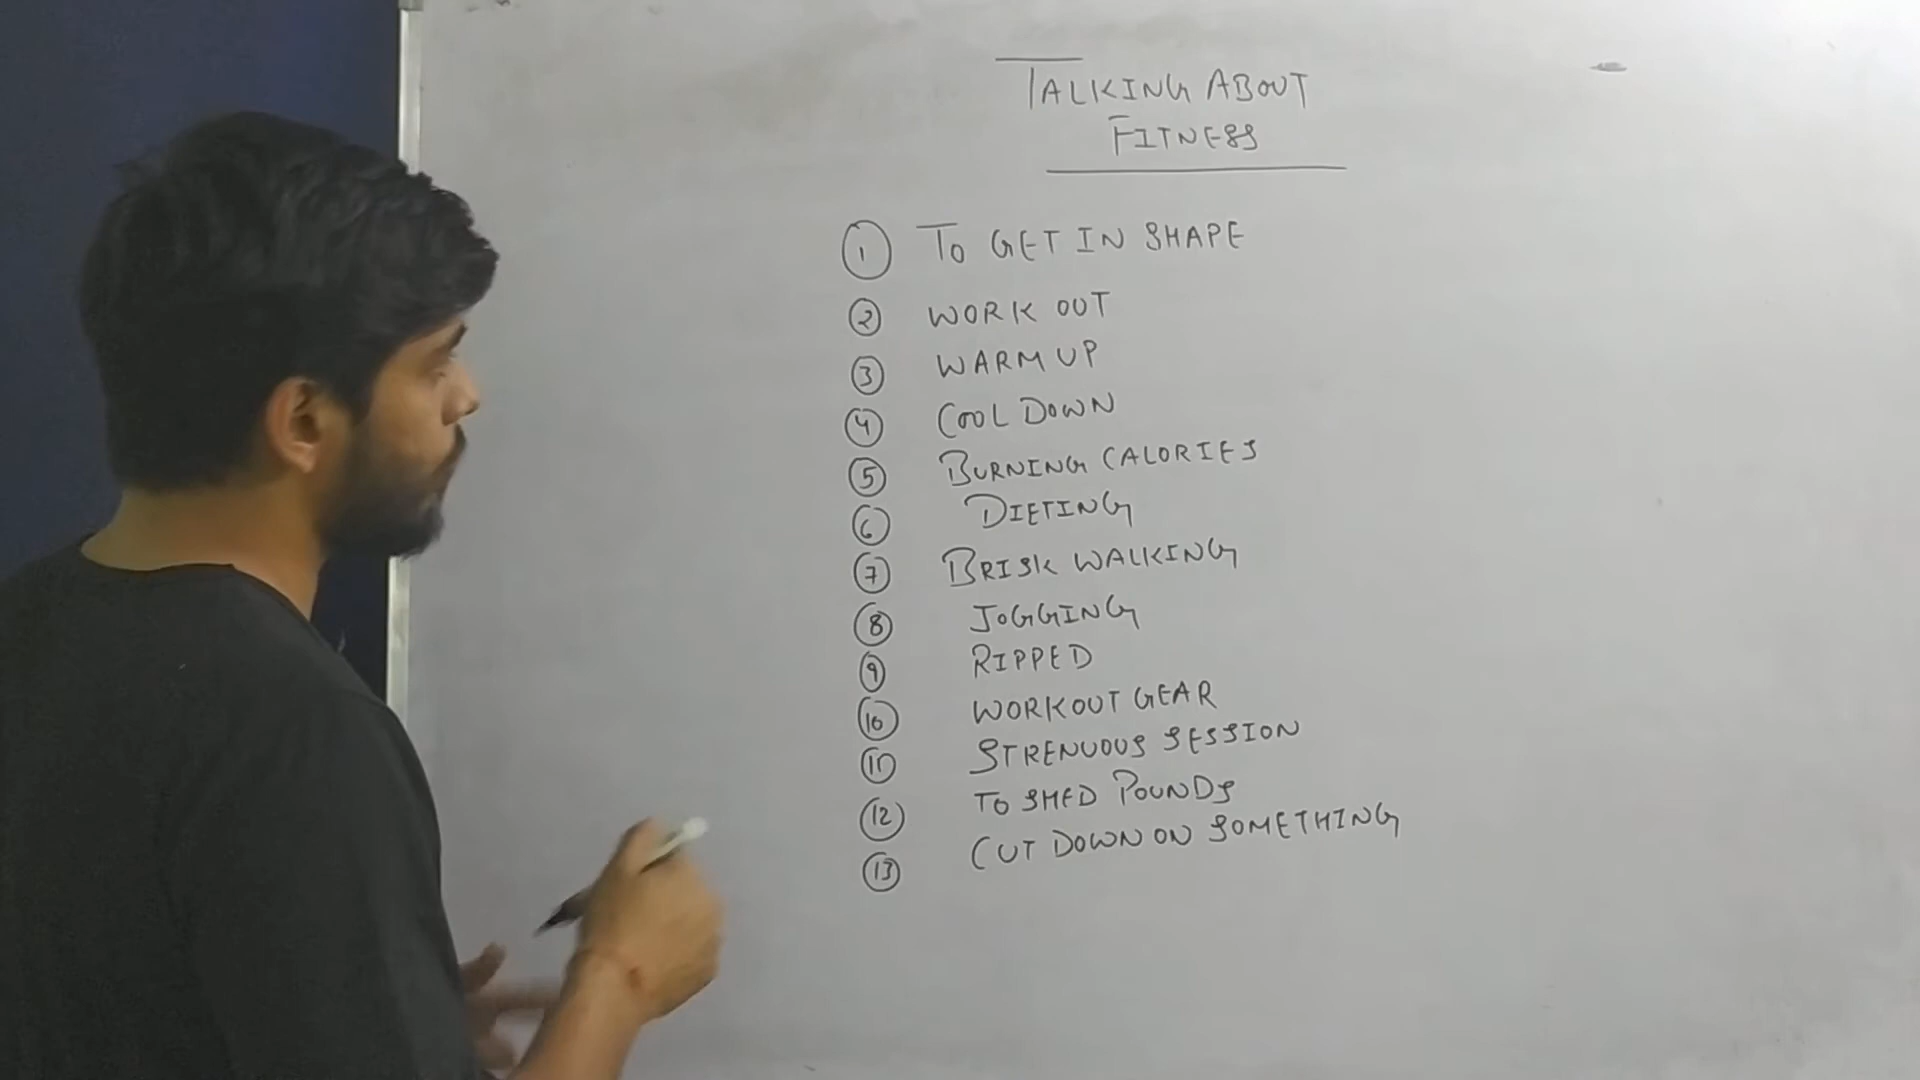 TALKING ABOUT
FITNESS
1 TO GET IN SHAPE
2 WORK OUT
3 WARM UP
4 COOL DOWN
5 BURNING CALORIES
6 DIETING
7 BRISK WALKING
8 JOGGING
9 RIPPED
10 WORKOUT GEAR
11 STRENUOUS SESSION
12 TO SHED POUNDS
13 CUT DOWN ON SOMETHING